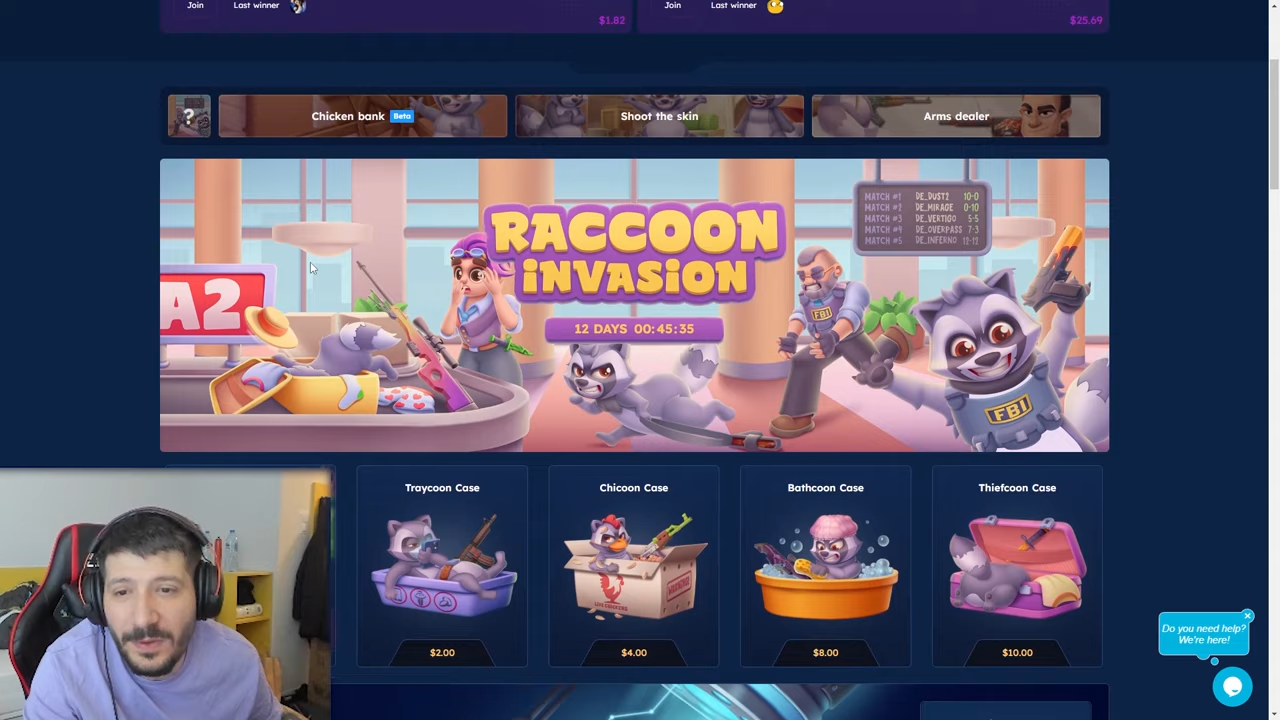 Join Last winner $1.82
Join Last winner $25.69
?
Chicken bank Beta
Shoot the skin
Arms dealer
RACCOON
INVASION
12 DAYS 00:45:35
A2
MATCH #1 DE_DUST2 10-0
MATCH #2 DE_MIRAGE 0-10
MATCH #3 DE_VERTIGO 5-5
MATCH #4 DE_OVERPASS 7-3
MATCH #5 DE_INFERNO 12-12
FBI
FBI
Traycoon Case
$2.00
Chicoon Case
LIVE CHICKENS
$4.00
Bathcoon Case
$8.00
Thiefcoon Case
$10.00
Do you need help?
We're here!